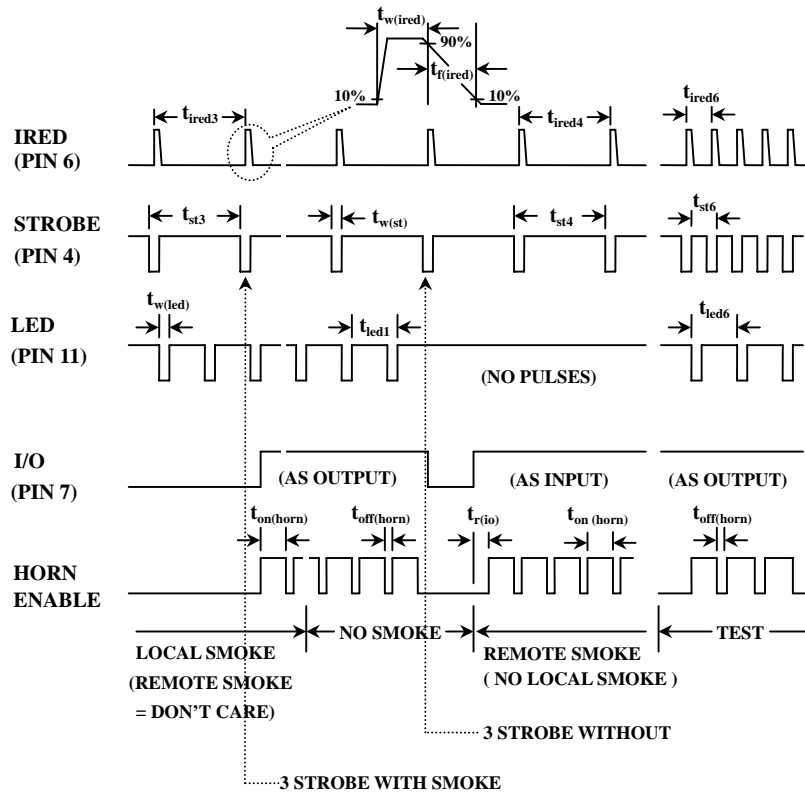 t_w(ired)
90%
t_f(ired)
10%
10%
t_ired3
t_ired4
t_ired6
IRED
(PIN 6)
t_st3
t_w(st)
t_st4
t_st6
STROBE
(PIN 4)
t_w(led)
t_led1
t_led6
LED
(PIN 11)
(NO PULSES)
I/O
(PIN 7)
(AS OUTPUT)
(AS INPUT)
(AS OUTPUT)
t_on(horn)
t_off(horn)
t_r(io)
t_on (horn)
t_off(horn)
HORN
ENABLE
NO SMOKE
TEST
LOCAL SMOKE
(REMOTE SMOKE
= DON'T CARE)
REMOTE SMOKE
( NO LOCAL SMOKE )
3 STROBE WITHOUT
3 STROBE WITH SMOKE